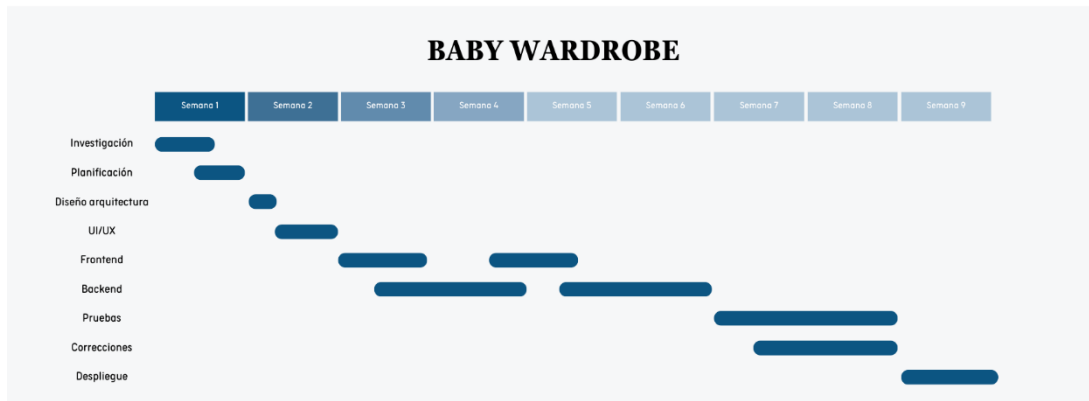 BABY WARDROBE
Semana 1 Semana 2 Semana 3 Semana 4 Semana 5 Semana 6 Semana 7 Semana 8 Semana 9
Investigación
Planificación
Diseño arquitectura
UI/UX
Frontend
Backend
Pruebas
Correcciones
Despliegue